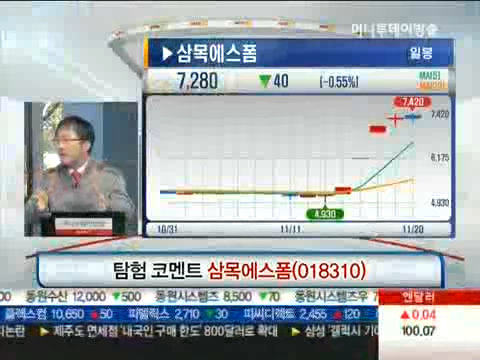 머니투데이방송
▶삼목에스폼 일봉
7,280 ▼40 [-0.55%] MA[5]
MA[20]
7,420 7,420
6,175
4,930 4,930
10/31 11/11 11/20
탐험 코멘트 삼목에스폼(018310)
동원수산 12,000 ▼500 동원시스템즈 8,500 ▼70 동원시스템즈우 7 엔달러
플렉스컴 10,650 ▲50 피델릭스 2,710 ▲30 피씨디렉트 2,450 ▲120 ▲0.04
▶제주도 면세점 '내국인 구매 한도' 800달러로 확대 ▶삼성 '갤럭시 기 100.07